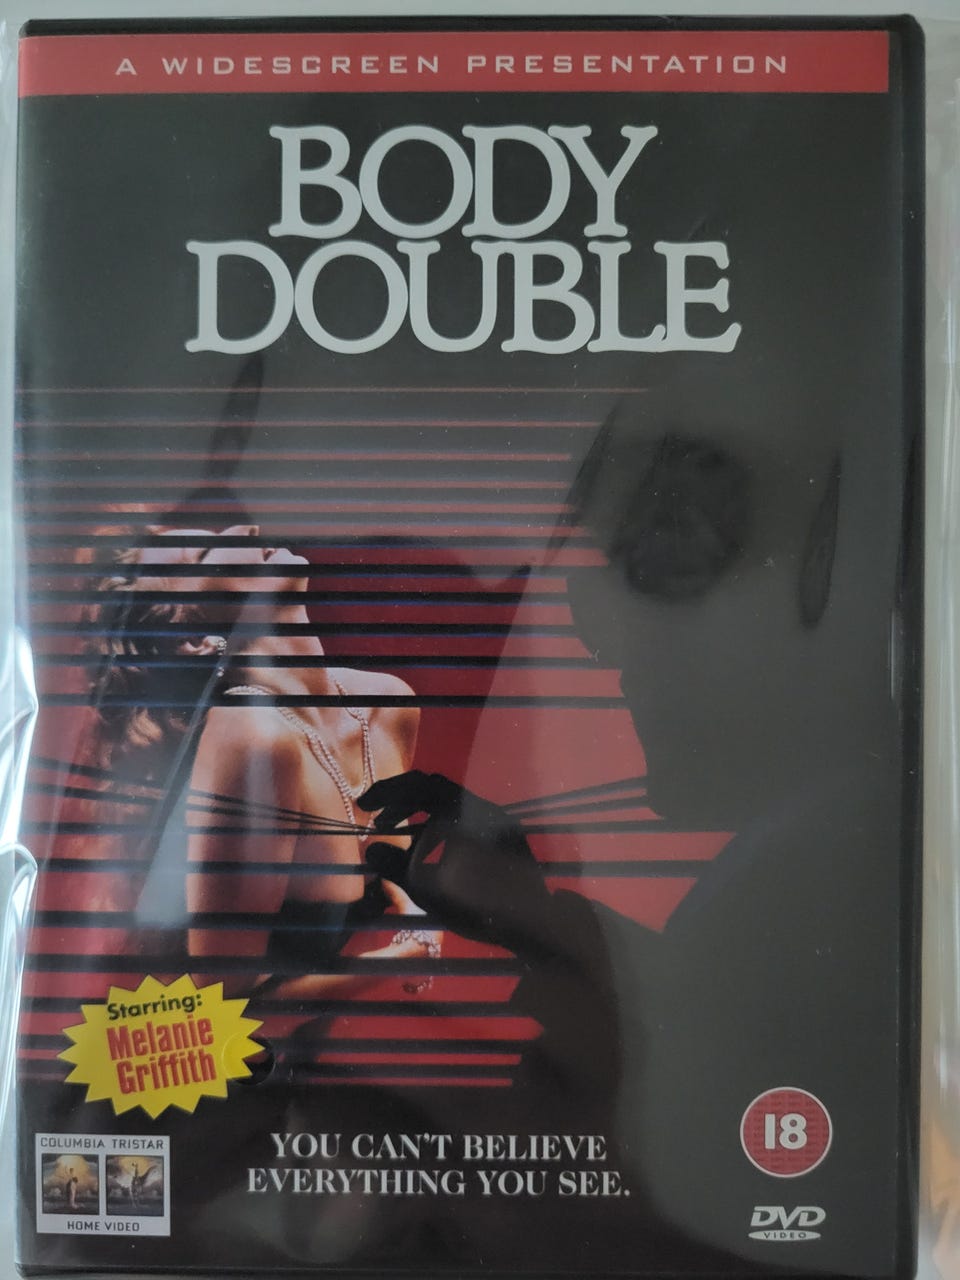 A WIDESCREEN PRESENTATION
BODY
DOUBLE
Starring:
Melanie
Griffith
COLUMBIA TRISTAR
HOME VIDEO
YOU CAN'T BELIEVE
EVERYTHING YOU SEE.
18
DVD
VIDEO